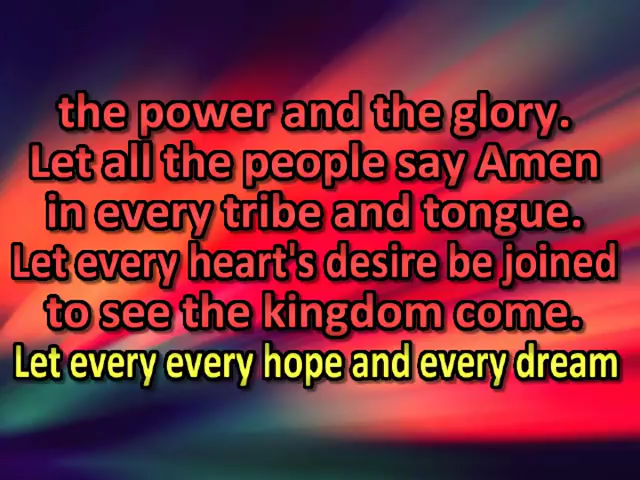 the power and the glory.
Let all the people say Amen
in every tribe and tongue.
Let every heart's desire be joined
to see the kingdom come.
Let every every hope and every dream